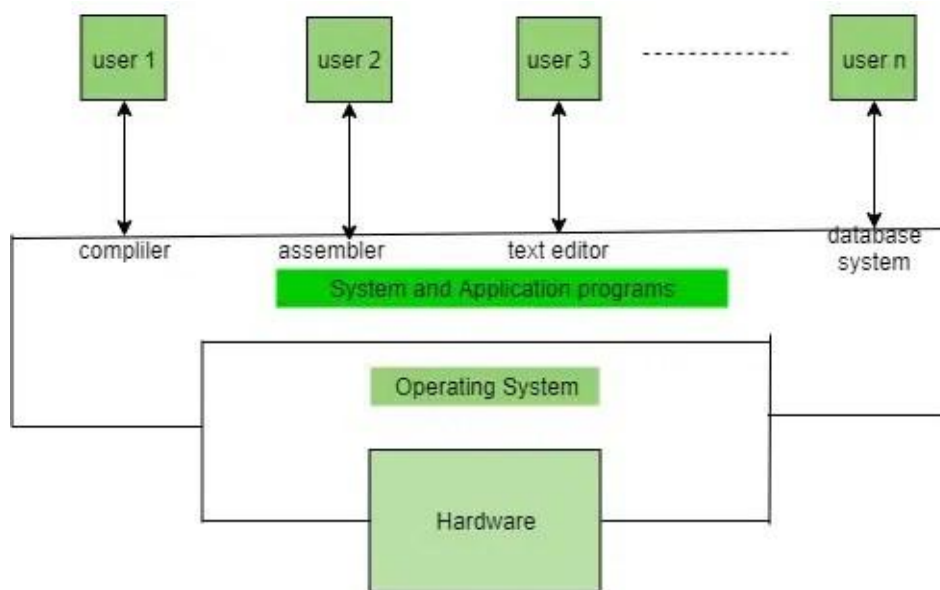 user 1
user 2
user 3
user n
compliler
assembler
text editor
database
system
System and Application programs
Operating System
Hardware